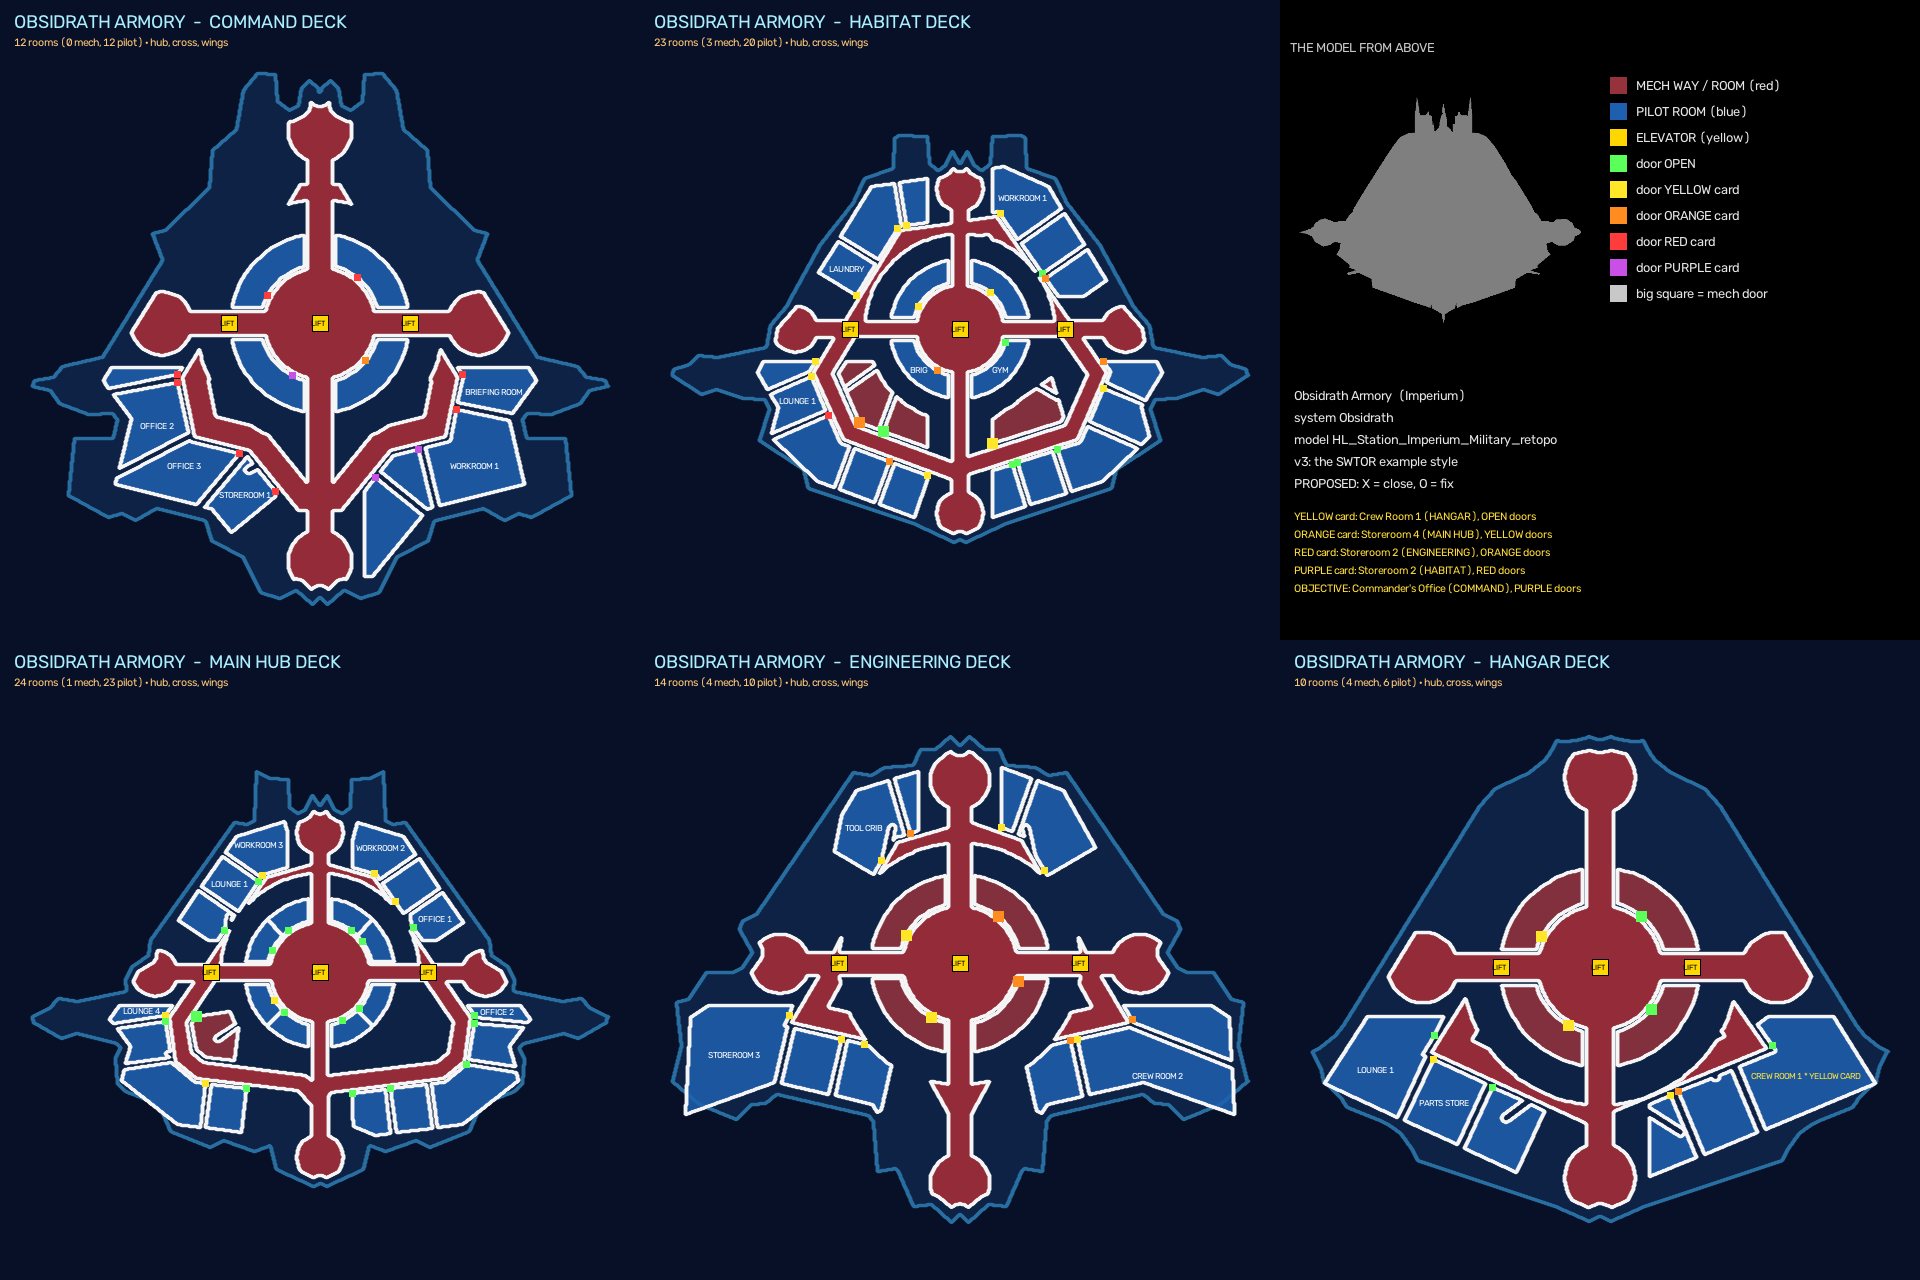 OBSIDRATH ARMORY - COMMAND DECK
12 rooms (0 mech, 12 pilot) • hub, cross, wings
LIFT
LIFT
LIFT
BRIEFING ROOM
OFFICE 2
OFFICE 3
WORKROOM 1
STOREROOM 1
OBSIDRATH ARMORY - HABITAT DECK
23 rooms (3 mech, 20 pilot) • hub, cross, wings
WORKROOM 1
LAUNDRY
LIFT
LIFT
LIFT
BRIG
GYM
LOUNGE 1
THE MODEL FROM ABOVE
MECH WAY / ROOM (red)
PILOT ROOM (blue)
ELEVATOR (yellow)
door OPEN
door YELLOW card
door ORANGE card
door RED card
door PURPLE card
big square = mech door
Obsidrath Armory (Imperium)
system Obsidrath
model HL_Station_Imperium_Military_retopo
v3: the SWTOR example style
PROPOSED: X = close, O = fix
YELLOW card: Crew Room 1 (HANGAR), OPEN doors
ORANGE card: Storeroom 4 (MAIN HUB), YELLOW doors
RED card: Storeroom 2 (ENGINEERING), ORANGE doors
PURPLE card: Storeroom 2 (HABITAT), RED doors
OBJECTIVE: Commander's Office (COMMAND), PURPLE doors
OBSIDRATH ARMORY - MAIN HUB DECK
24 rooms (1 mech, 23 pilot) • hub, cross, wings
WORKROOM 3
WORKROOM 2
LOUNGE 1
OFFICE 1
LIFT
LIFT
LIFT
LOUNGE 4
OFFICE 2
OBSIDRATH ARMORY - ENGINEERING DECK
14 rooms (4 mech, 10 pilot) • hub, cross, wings
TOOL CRIB
LIFT
LIFT
LIFT
STOREROOM 3
CREW ROOM 2
OBSIDRATH ARMORY - HANGAR DECK
10 rooms (4 mech, 6 pilot) • hub, cross, wings
LIFT
LIFT
LIFT
LOUNGE 1
CREW ROOM 1 * YELLOW CARD
PARTS STORE